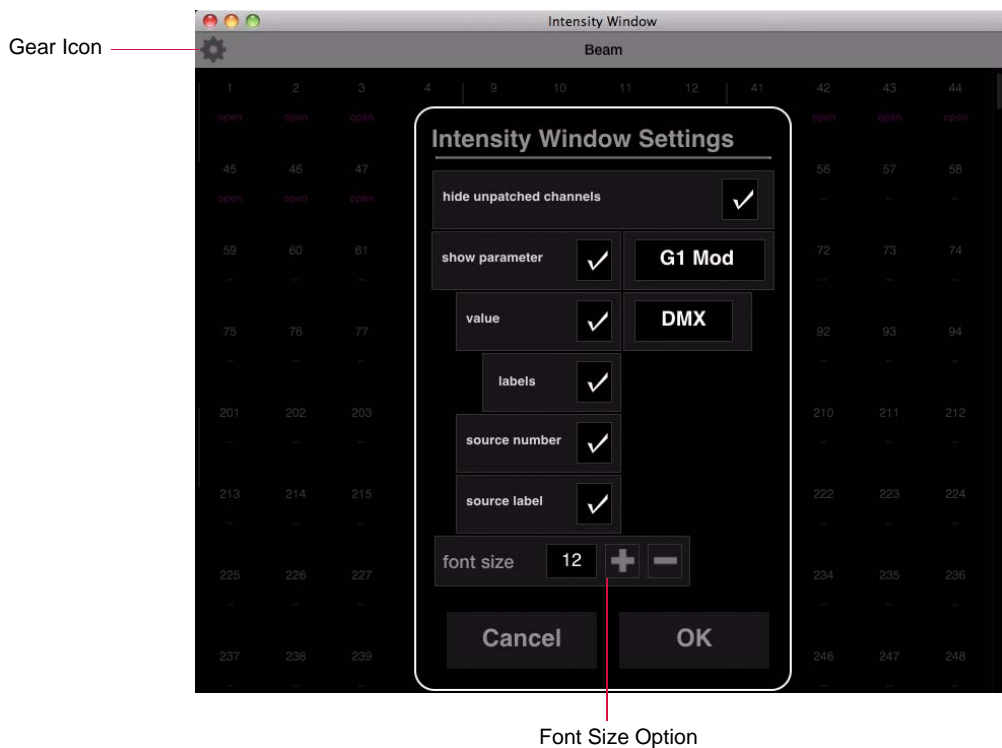 Intensity Window
Gear Icon
Beam
1 2 3 4 9 10 11 12 41 42 43 44
open open open open open open
Intensity Window Settings
45 46 47 56 57 58
open open open -- -- --
hide unpatched channels
59 60 61 72 73 74
-- -- -- -- -- --
show parameter G1 Mod
value DMX
75 76 77 92 93 94
-- -- -- -- -- --
labels
201 202 203 210 211 212
-- -- -- -- -- --
source number
213 214 215 222 223 224
-- -- -- -- -- --
source label
font size 12
225 226 227 234 235 236
-- -- -- -- -- --
Cancel OK
237 238 239 246 247 248
-- -- -- -- -- --
Font Size Option